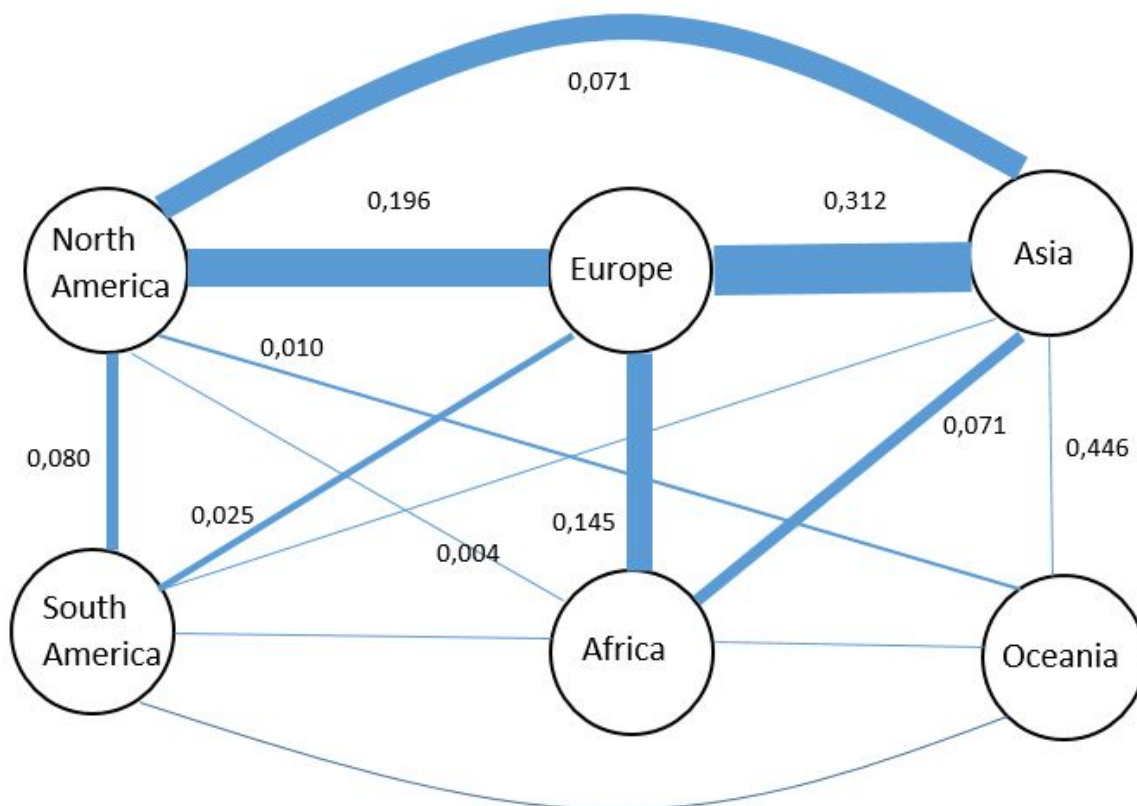 0,071
0,196
0,312
North
America
Europe
Asia
0,010
0,080
0,025
0,004
0,145
0,071
0,446
South
America
Africa
Oceania